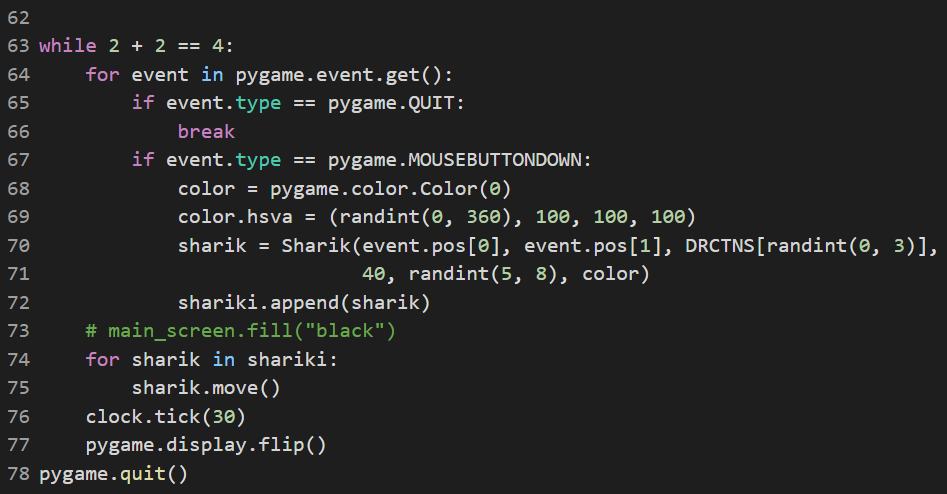 62
63 while 2 + 2 == 4:
64     for event in pygame.event.get():
65         if event.type == pygame.QUIT:
66             break
67         if event.type == pygame.MOUSEBUTTONDOWN:
68             color = pygame.color.Color(0)
69             color.hsva = (randint(0, 360), 100, 100, 100)
70             sharik = Sharik(event.pos[0], event.pos[1], DRCTNS[randint(0, 3)],
71                             40, randint(5, 8), color)
72             shariki.append(sharik)
73     # main_screen.fill("black")
74     for sharik in shariki:
75         sharik.move()
76     clock.tick(30)
77     pygame.display.flip()
78 pygame.quit()